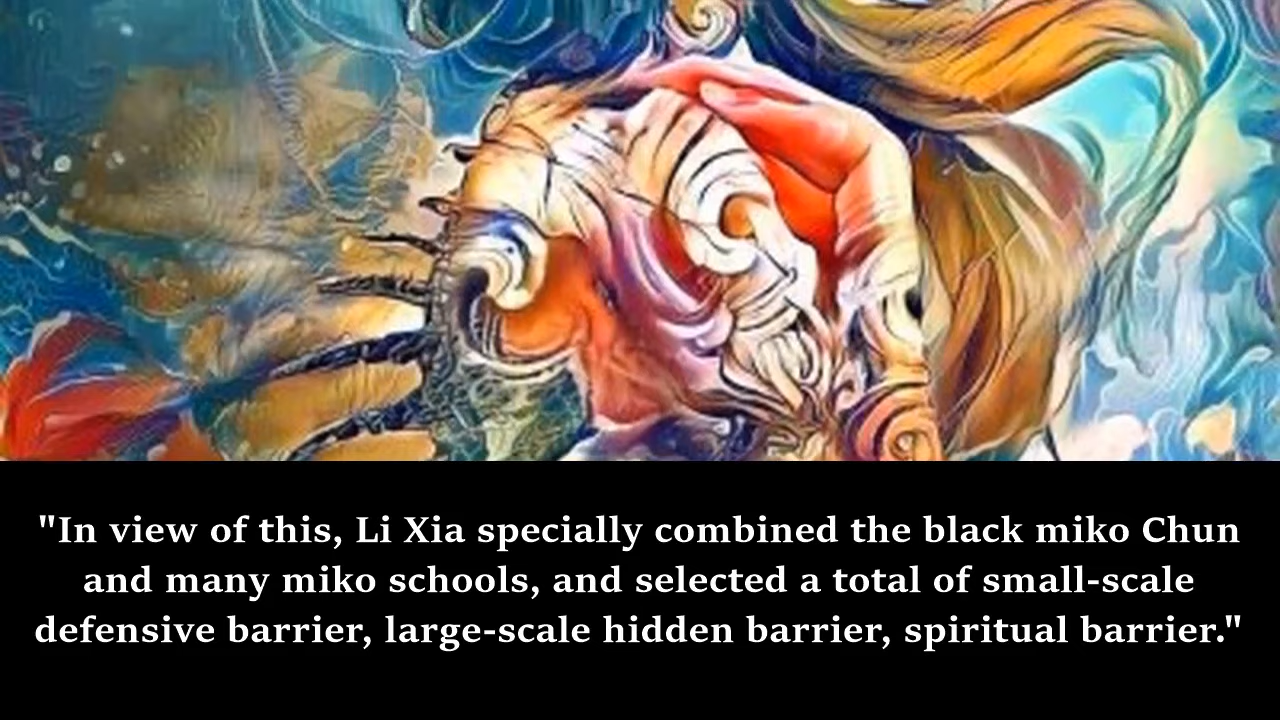 "In view of this, Li Xia specially combined the black miko Chun
and many miko schools, and selected a total of small-scale
defensive barrier, large-scale hidden barrier, spiritual barrier."